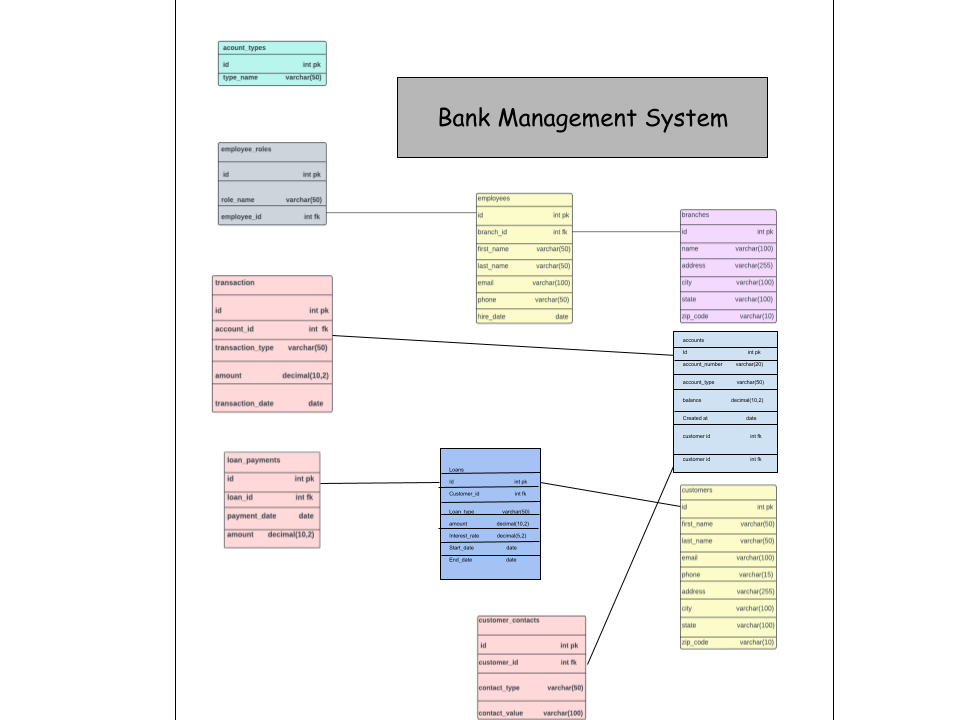 acount_types
id int pk
type_name varchar(50)
Bank Management System
employee_roles
id int pk
role_name varchar(50)
employee_id int fk
employees
id int pk
branch_id int fk
first_name varchar(50)
last_name varchar(50)
email varchar(100)
phone varchar(50)
hire_date date
branches
id int pk
name varchar(100)
address varchar(255)
city varchar(100)
state varchar(100)
zip_code varchar(10)
transaction
id int pk
account_id int fk
transaction_type varchar(50)
amount decimal(10,2)
transaction_date date
accounts
Id int pk
account_number varchar(20)
account_type varchar(50)
balance decimal(10,2)
Created at date
customer id int fk
customer id int fk
loan_payments
id int pk
loan_id int fk
payment_date date
amount decimal(10,2)
Loans
Id int pk
Customer_id int fk
Loan_type varchar(50)
amount decimal(10,2)
Interest_rate decimal(5,2)
Start_date date
End_date date
customers
id int pk
first_name varchar(50)
last_name varchar(50)
email varchar(100)
phone varchar(15)
address varchar(255)
city varchar(100)
state varchar(100)
zip_code varchar(10)
customer_contacts
id int pk
customer_id int fk
contact_type varchar(50)
contact_value varchar(100)